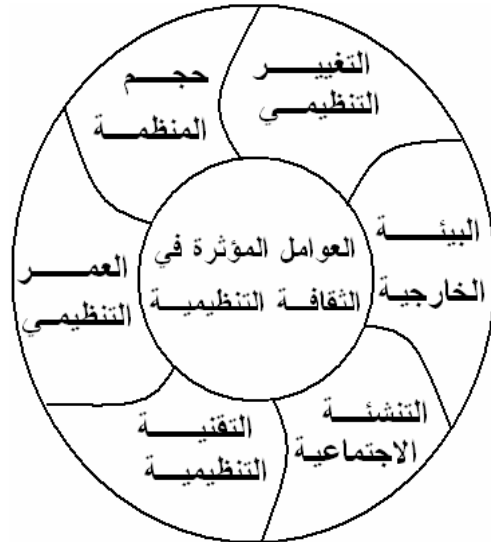 حجم
المنظمة
التغيير
التنظيمي
البيئة
الخارجية
العوامل المؤثرة في
الثقافة التنظيمية
العمر
التنظيمي
التنشئة
الاجتماعية
التقنية
التنظيمية